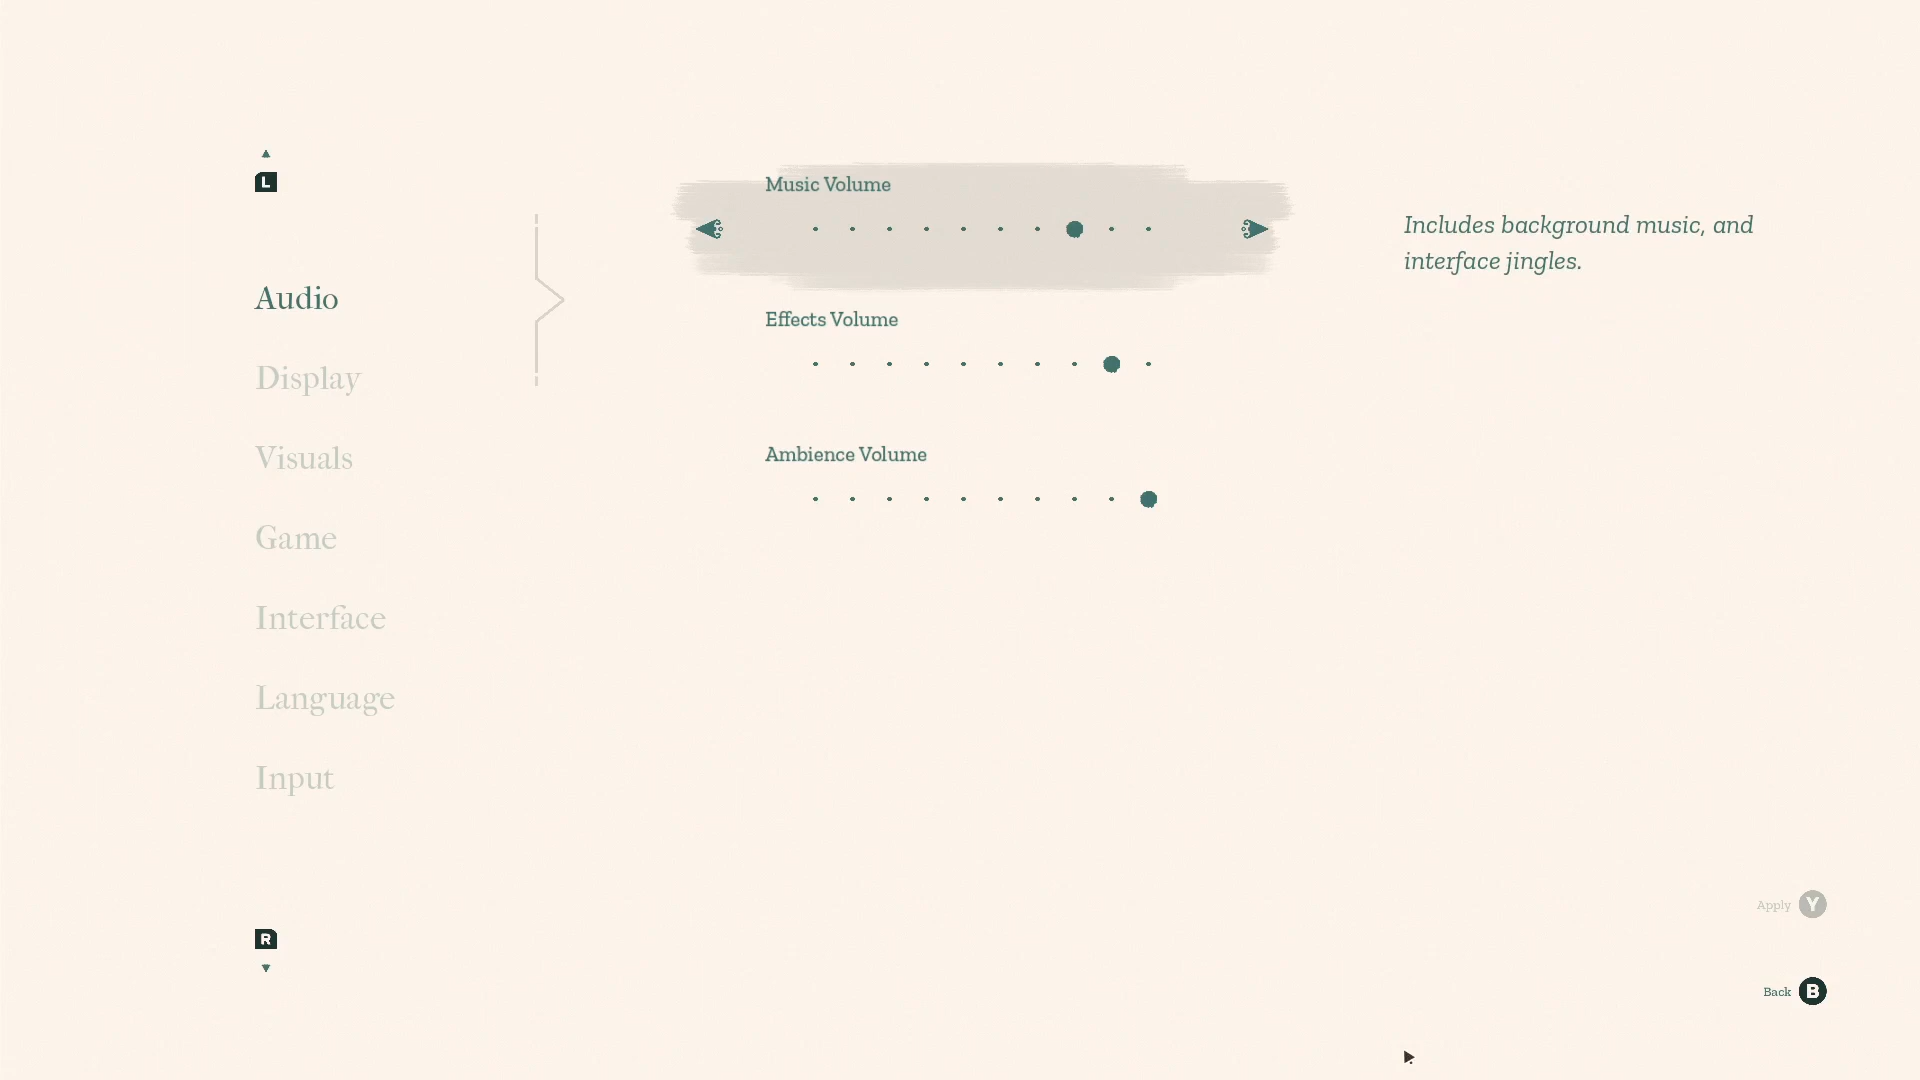 L
Audio
Display
Visuals
Game
Interface
Language
Input
R
Music Volume
Effects Volume
Ambience Volume
Includes background music, and
interface jingles.
Apply Y
Back B